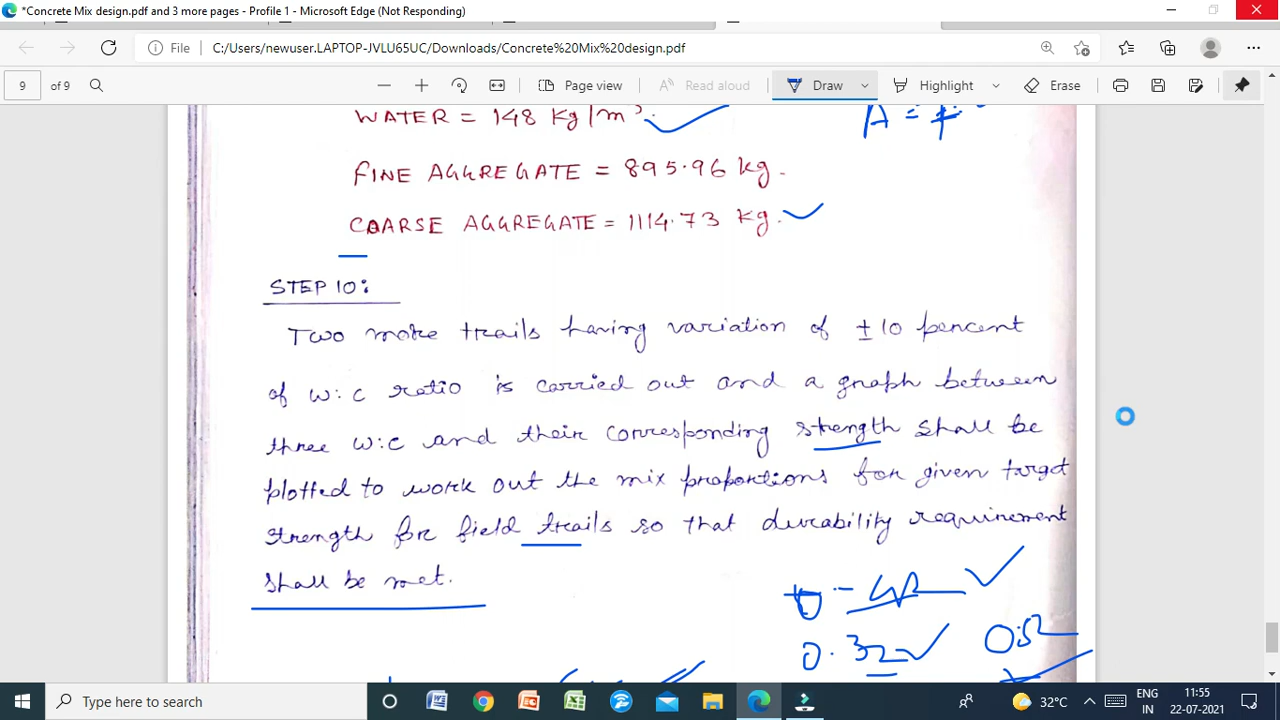 *Concrete Mix design.pdf and 3 more pages - Profile 1 - Microsoft Edge (Not Responding)
File C:/Users/newuser.LAPTOP-JVLU65UC/Downloads/Concrete%20Mix%20design.pdf
9 of 9 Page view Read aloud Draw Highlight Erase
WATER = 148 Kg/m³.
A =
FINE AGGREGATE = 895.96 kg.
COARSE AGGREGATE = 1114.73 kg.
STEP 10:
Two more trails having variation of ±10 percent
of w:c ratio is carried out and a graph between
three w:c and their corresponding strength shall be
plotted to work out the mix proportions for given target
strength for field trails so that durability requirement
shall be met.
0.32
Type here to search
32°C
ENG
IN
11:55
22-07-2021